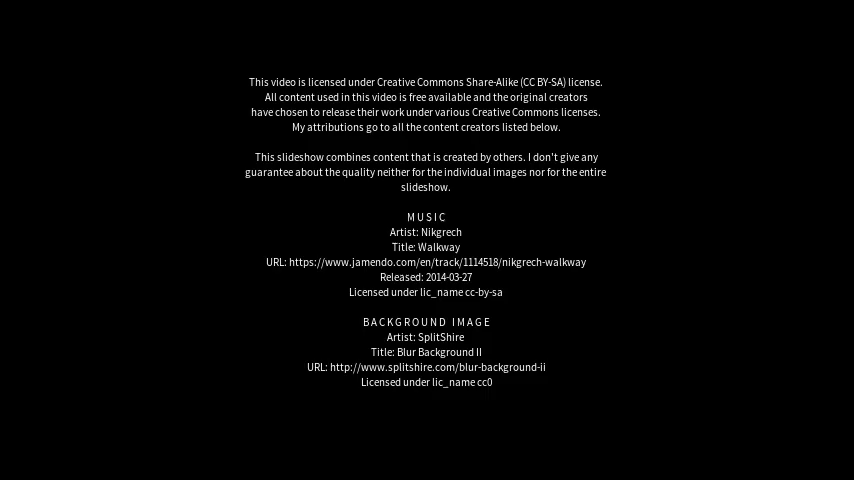 This video is licensed under Creative Commons Share-Alike (CC BY-SA) license.
All content used in this video is free available and the original creators
have chosen to release their work under various Creative Commons licenses.
My attributions go to all the content creators listed below.
This slideshow combines content that is created by others. I don't give any
guarantee about the quality neither for the individual images nor for the entire
slideshow.
MUSIC
Artist: Nikgrech
Title: Walkway
URL: https://www.jamendo.com/en/track/1114518/nikgrech-walkway
Released: 2014-03-27
Licensed under lic_name cc-by-sa
BACKGROUND IMAGE
Artist: SplitShire
Title: Blur Background II
URL: http://www.splitshire.com/blur-background-ii
Licensed under lic_name cc0